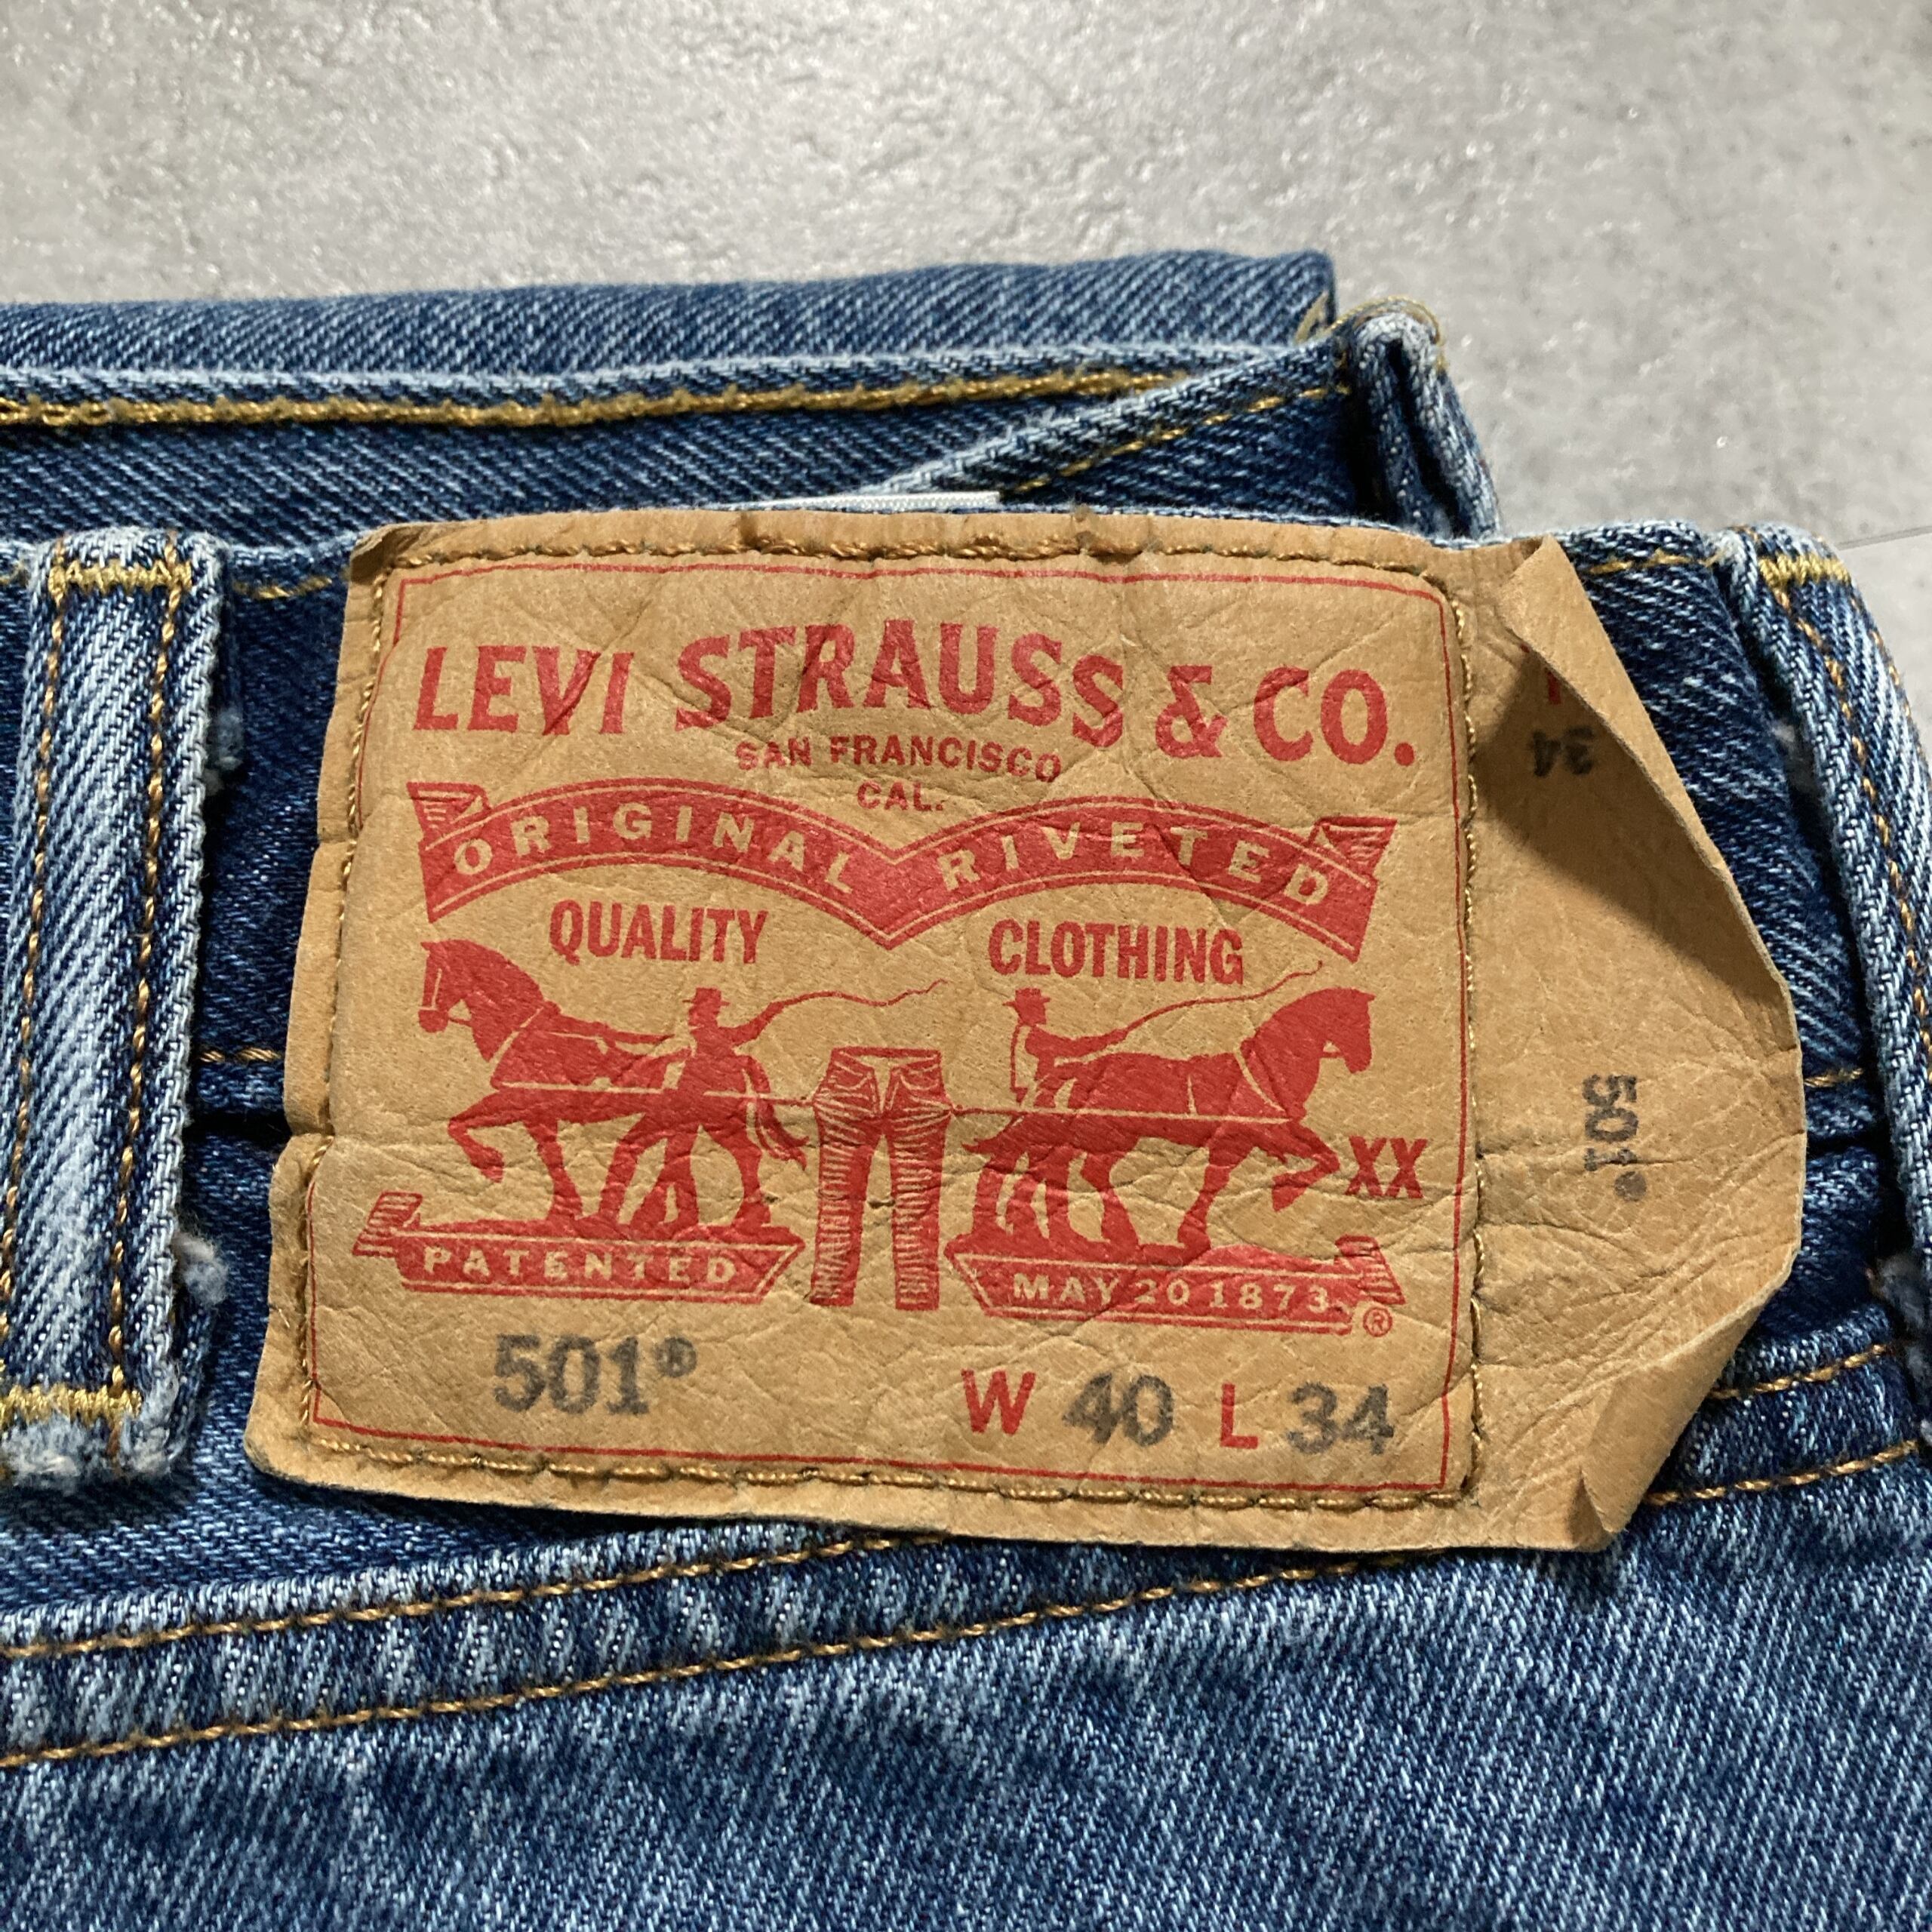 LEVI STRAUSS & CO.
SAN FRANCISCO
CAL.
ORIGINAL RIVETED
QUALITY CLOTHING
XX
PATENTED MAY 20 1873 ®
501® W 40 L 34
34
501®